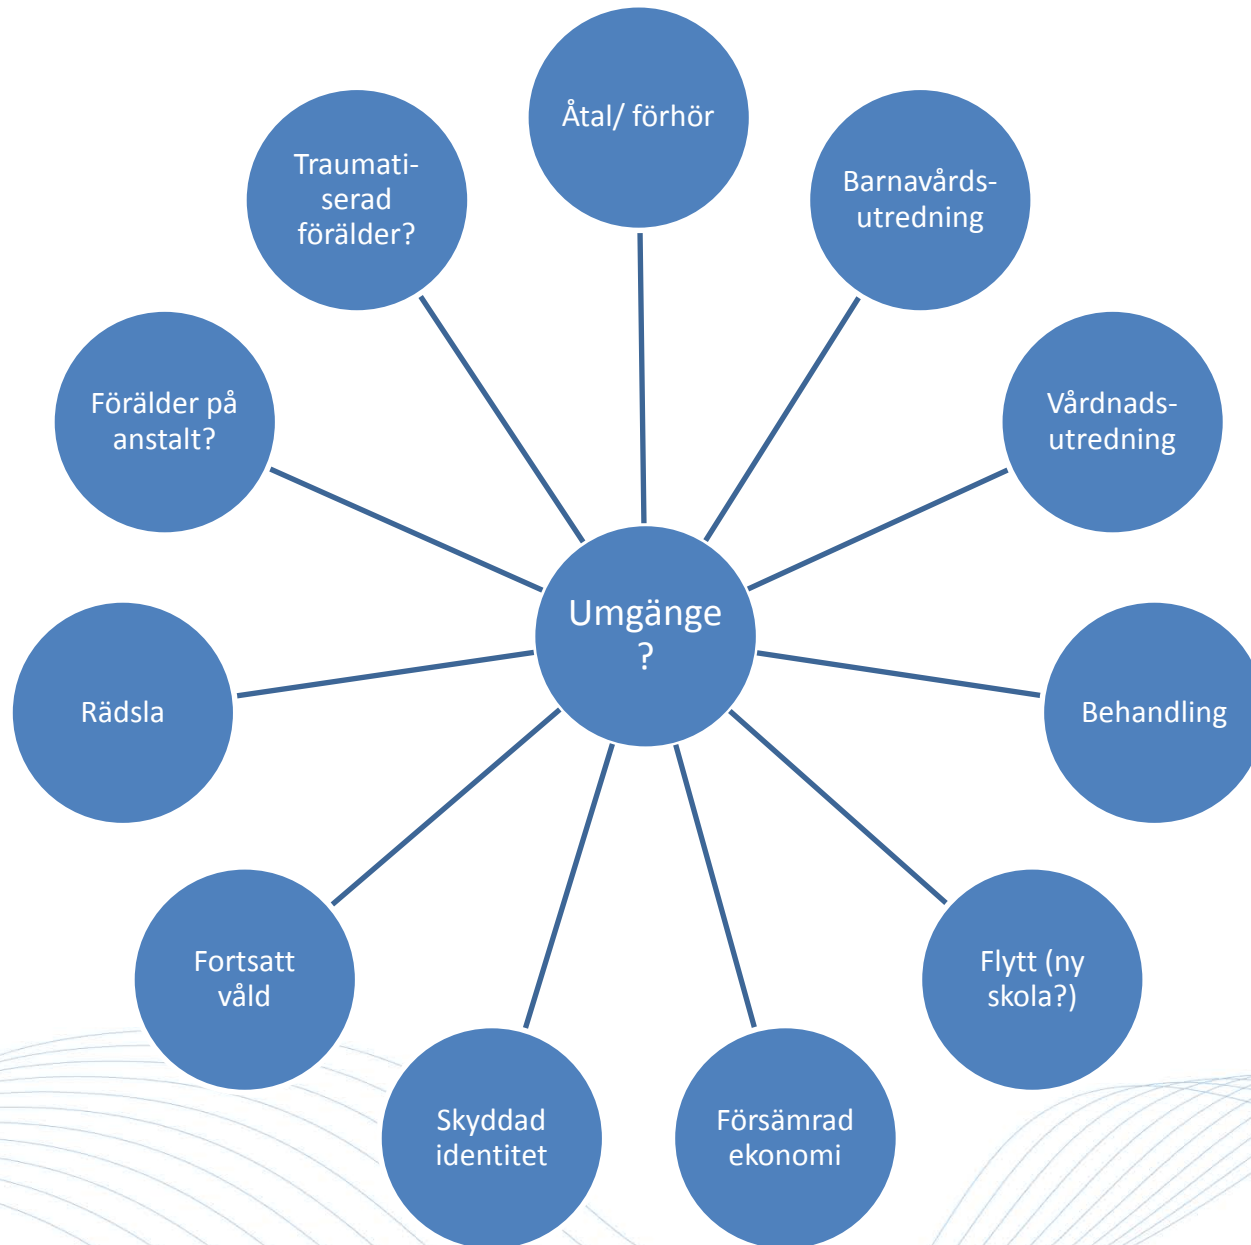 Åtal/ förhör
Traumati-
serad
förälder?
Barnavårds-
utredning
Förälder på
anstalt?
Vårdnads-
utredning
Umgänge
?
Rädsla
Behandling
Fortsatt
våld
Flytt (ny
skola?)
Skyddad
identitet
Försämrad
ekonomi